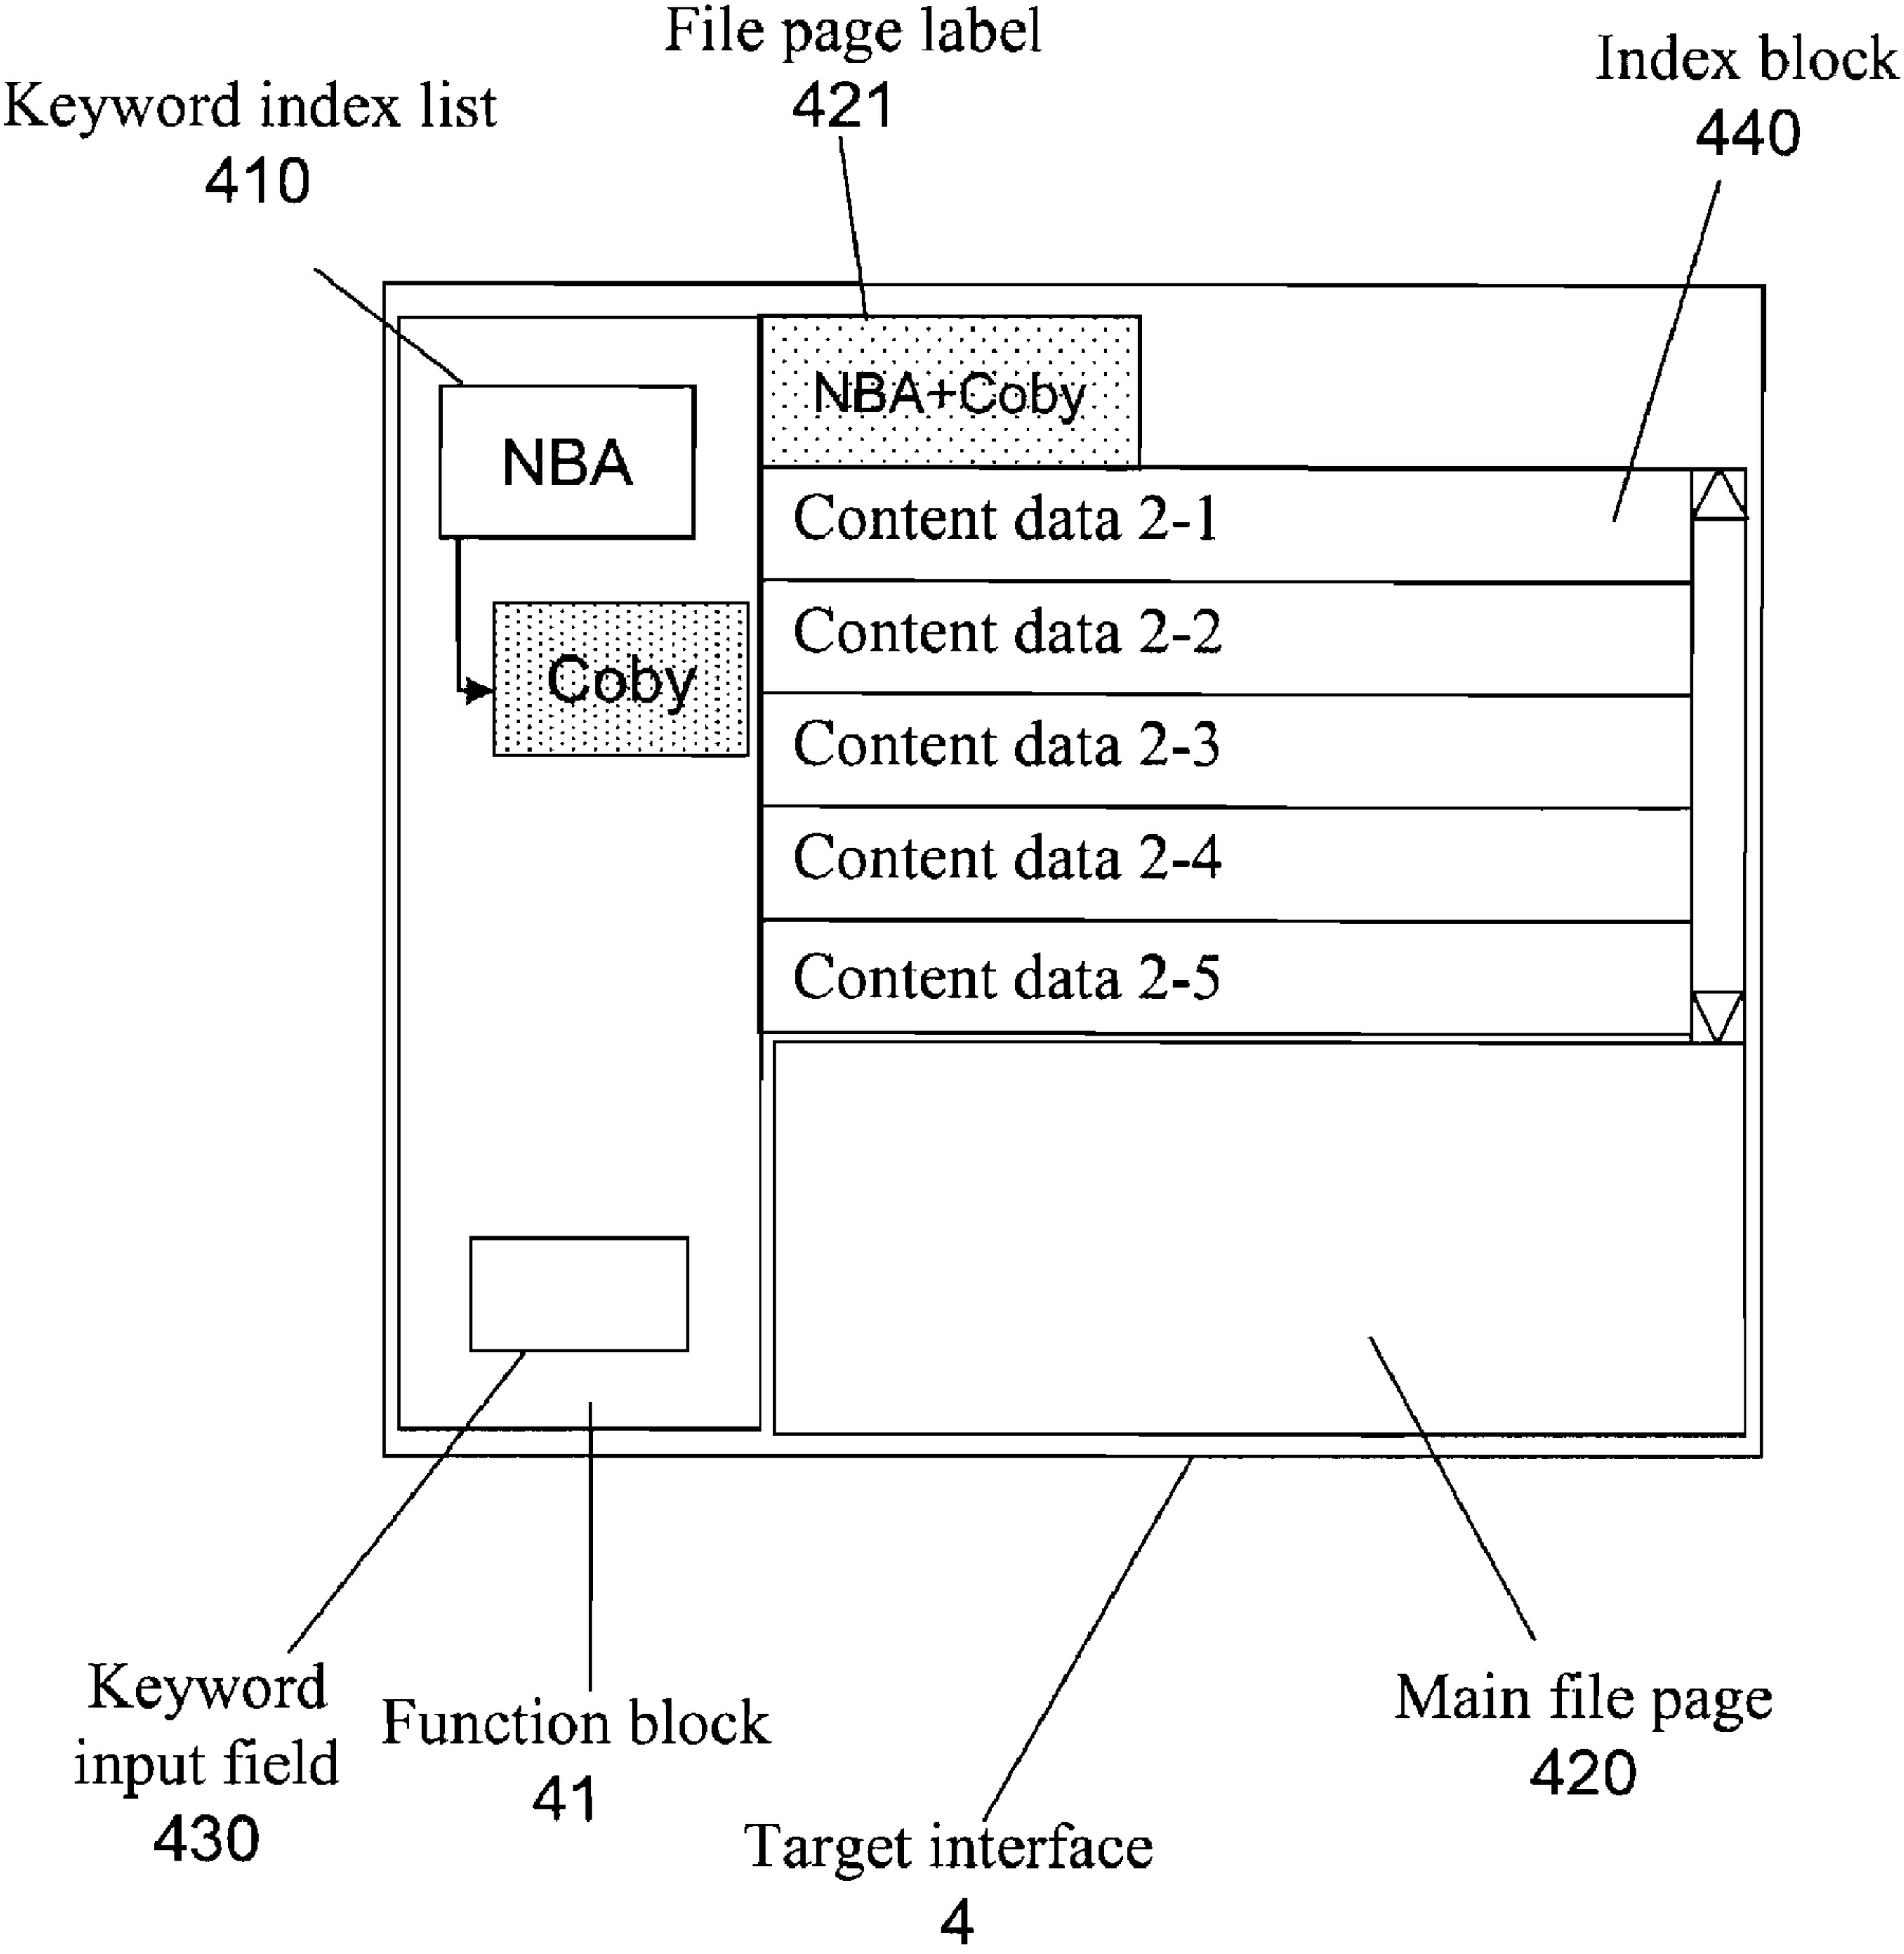 File page label
421
Index block
440
Keyword index list
410
NBA+Coby
NBA
Content data 2-1
Content data 2-2
Coby
Content data 2-3
Content data 2-4
Content data 2-5
Keyword
input field
430
Function block
41
Main file page
420
Target interface
4